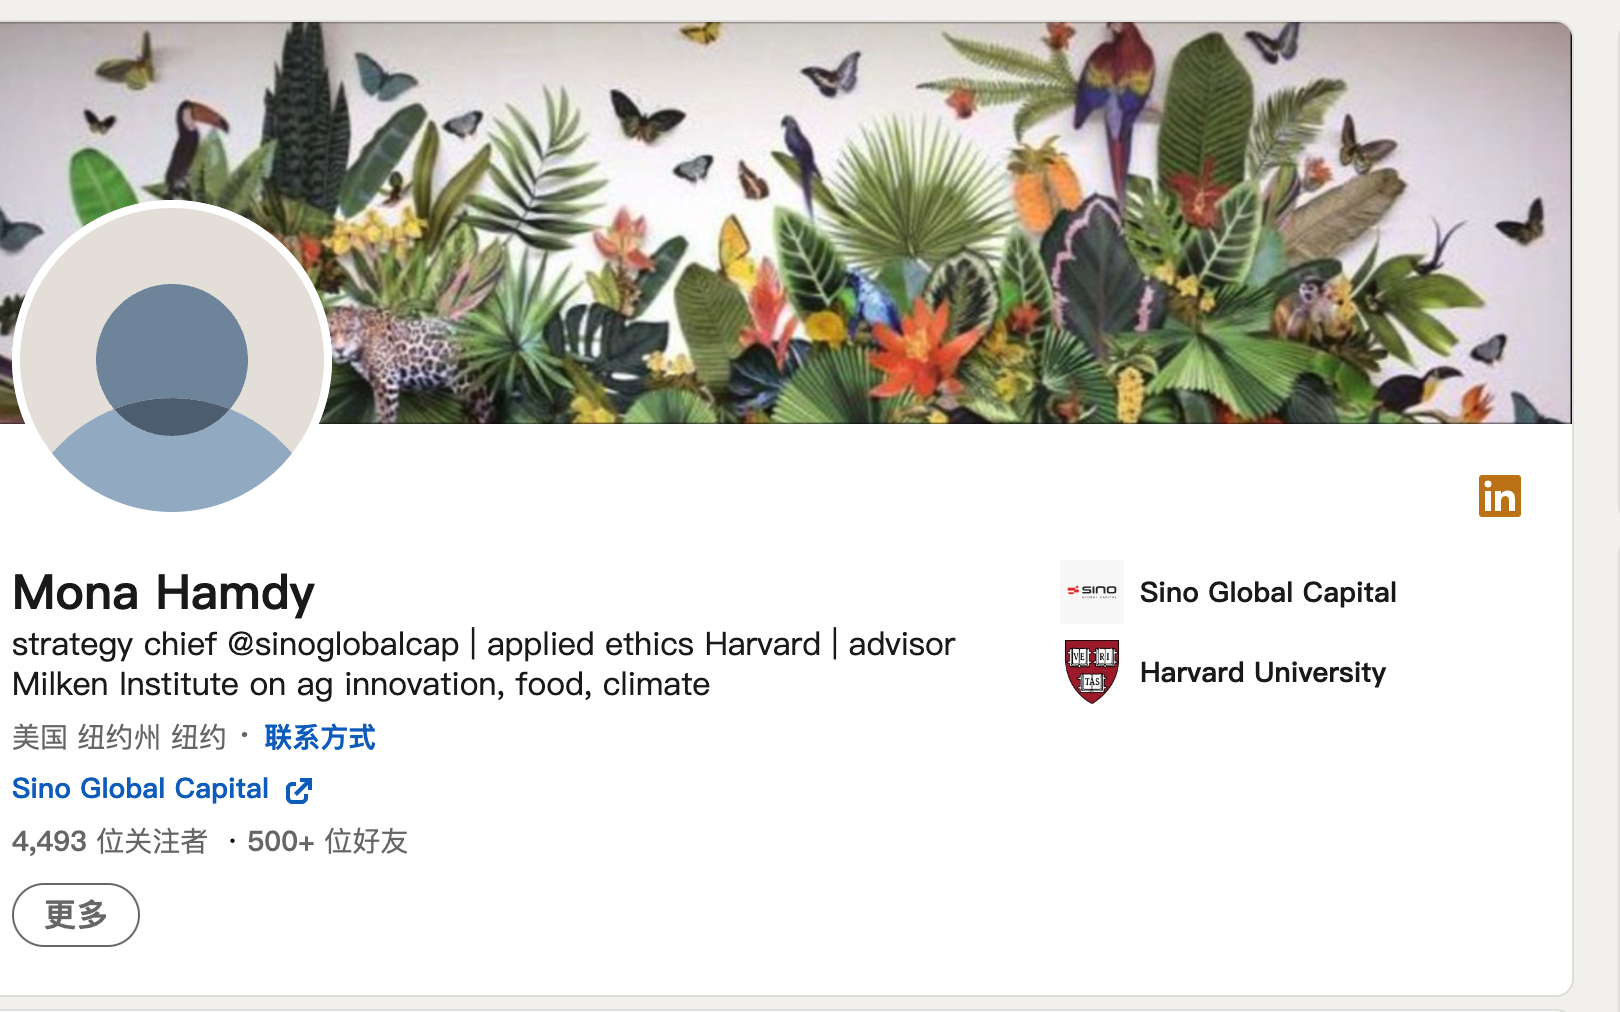 in
Mona Hamdy
strategy chief @sinoglobalcap | applied ethics Harvard | advisor
Milken Institute on ag innovation, food, climate
美国 纽约州 纽约 · 联系方式
Sino Global Capital
4,493 位关注者 · 500+ 位好友
更多
SINO
GLOBAL CAPITAL
Sino Global Capital
VE RI
TAS
Harvard University